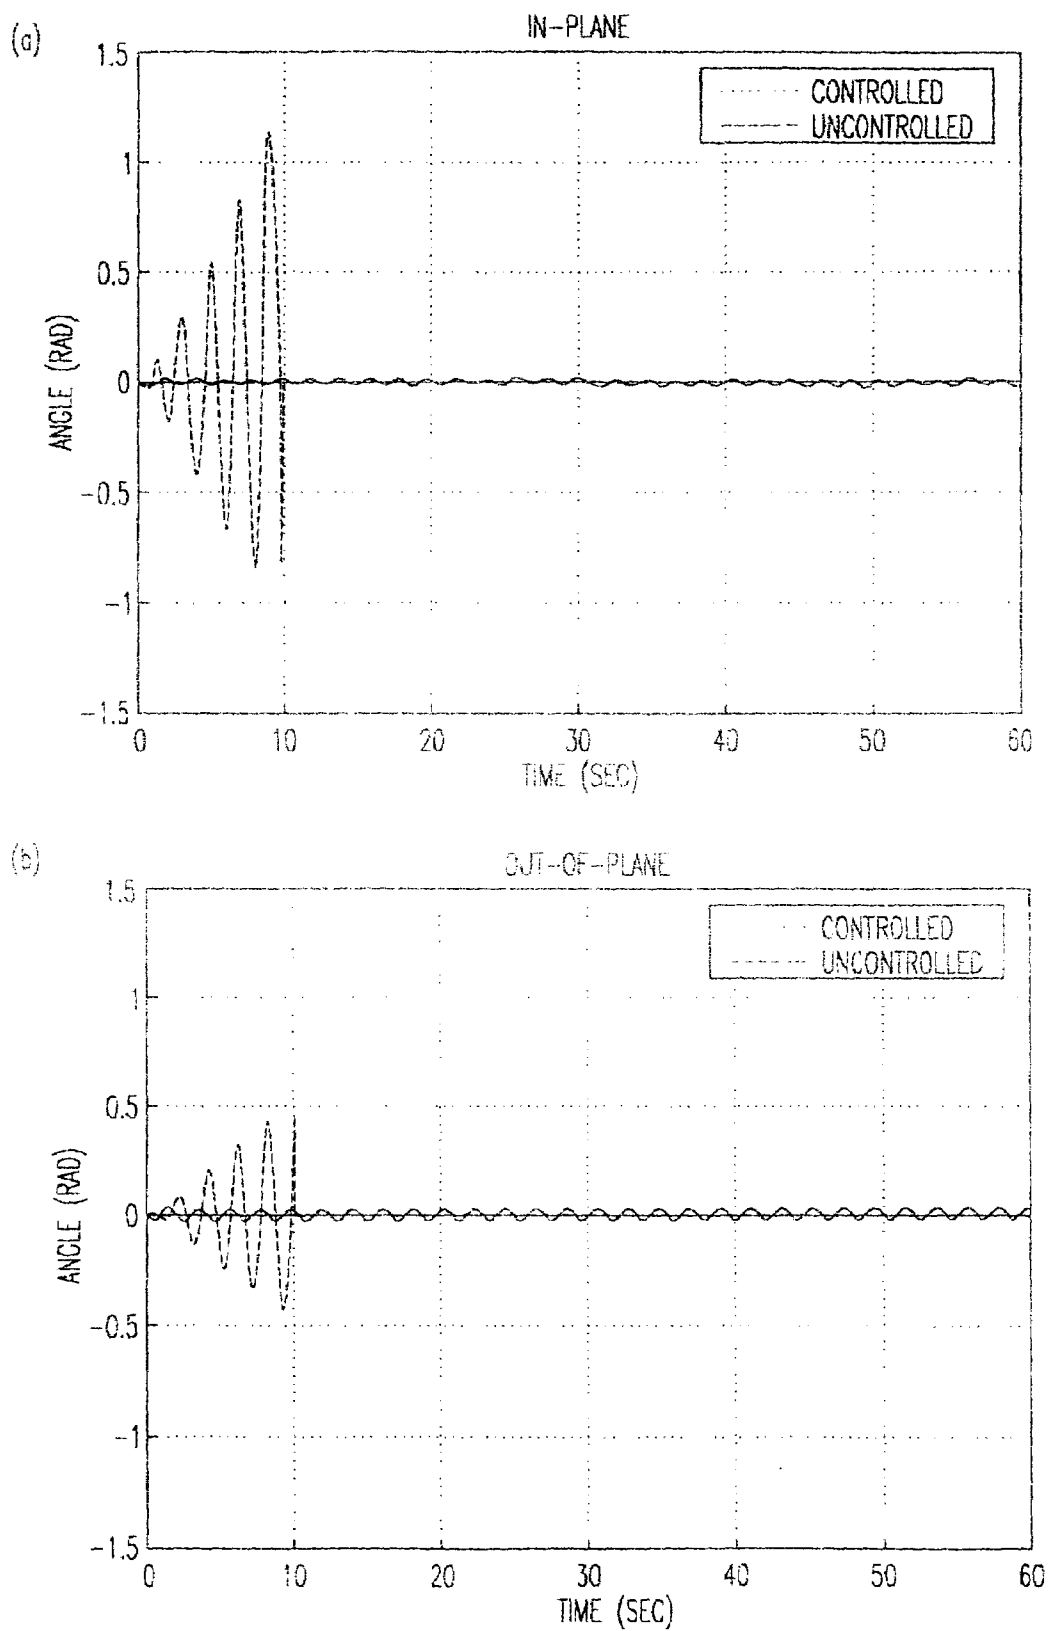 (a)
IN-PLANE
1.5
1
0.5
0
-0.5
-1
-1.5
ANGLE (RAD)
CONTROLLED
UNCONTROLLED
0 10 20 30 40 50 60
TIME (SEC)
(b)
OUT-OF-PLANE
1.5
1
0.5
0
-0.5
-1
-1.5
ANGLE (RAD)
CONTROLLED
UNCONTROLLED
0 10 20 30 40 50 60
TIME (SEC)